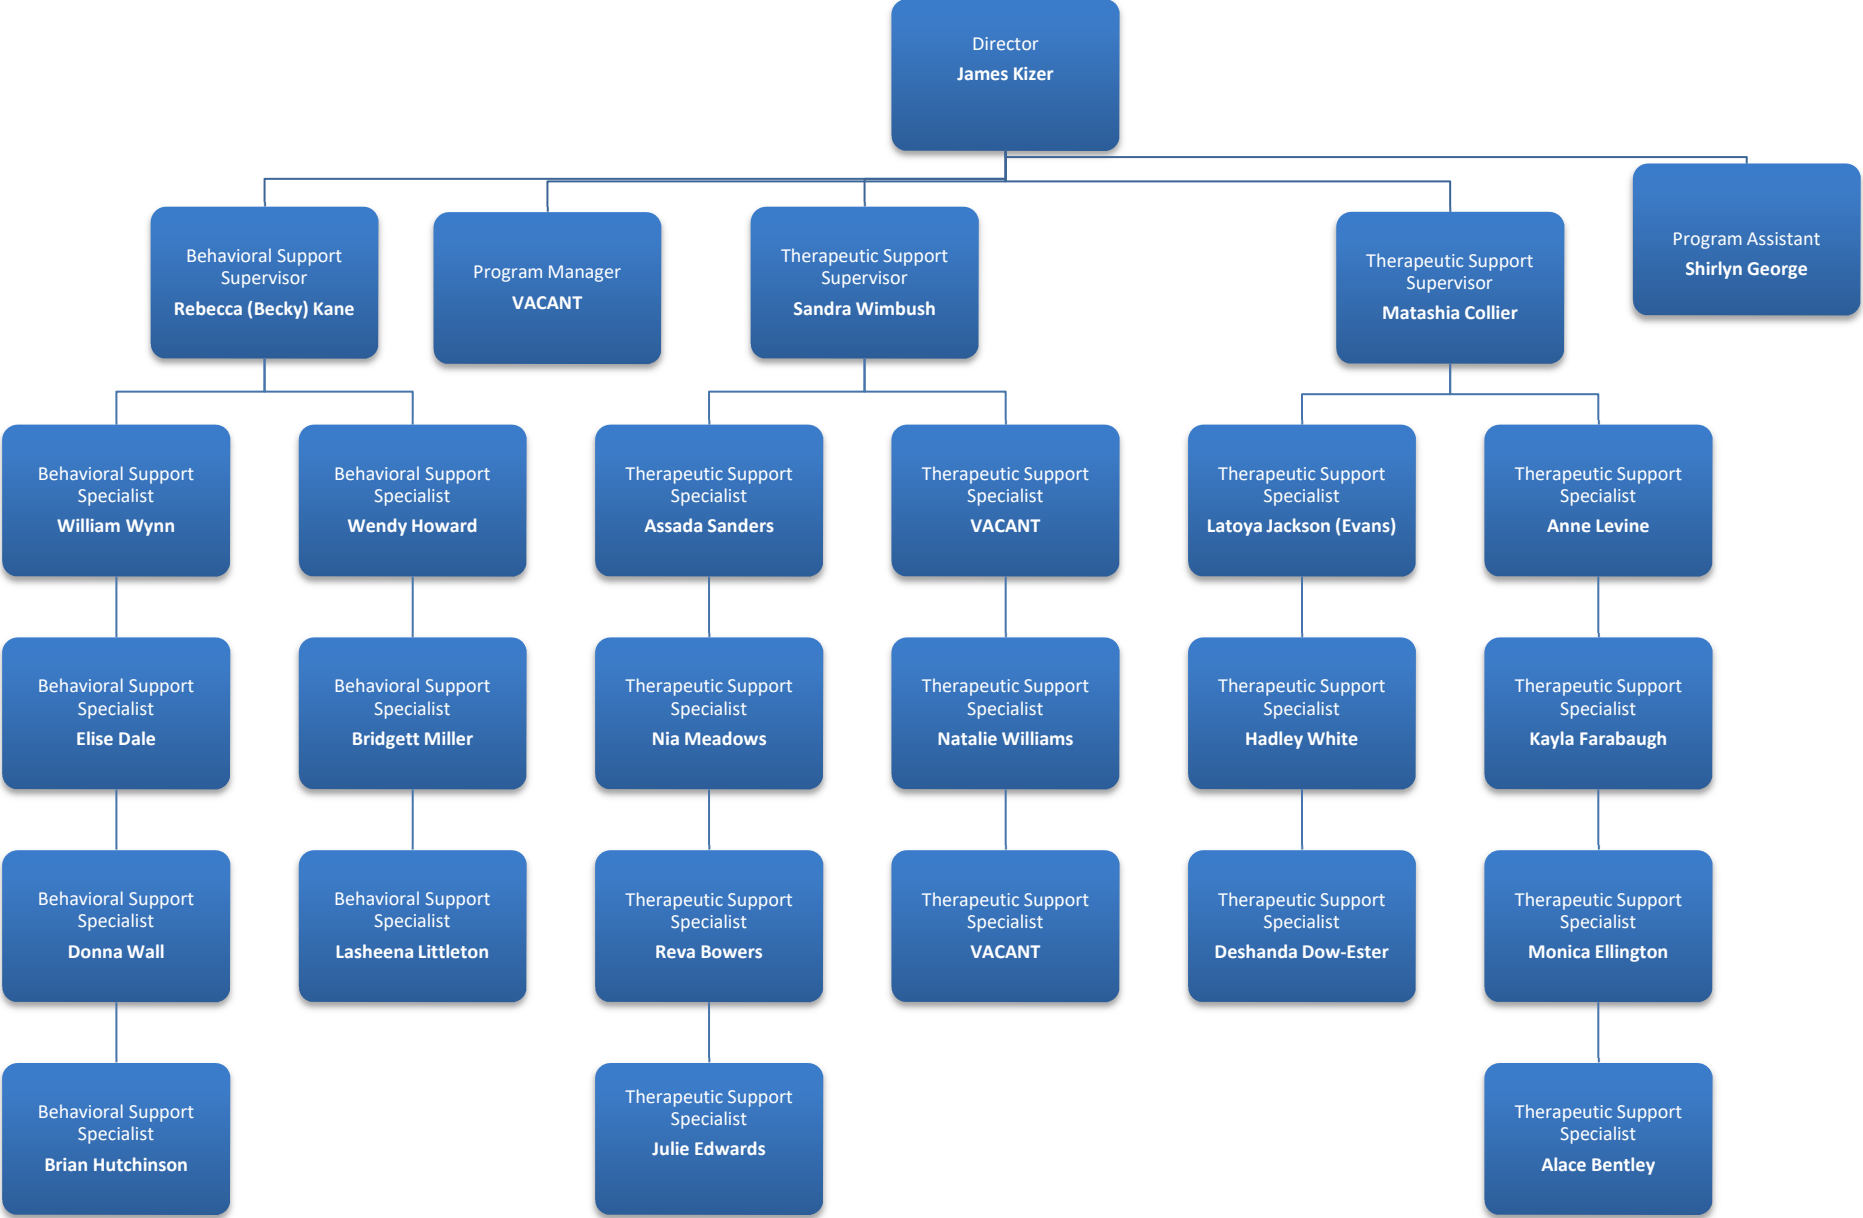 Director
James Kizer
Program Assistant
Shirlyn George
Behavioral Support
Supervisor
Rebecca (Becky) Kane
Program Manager
VACANT
Therapeutic Support
Supervisor
Sandra Wimbush
Therapeutic Support
Supervisor
Matashia Collier
Behavioral Support
Specialist
William Wynn
Behavioral Support
Specialist
Wendy Howard
Therapeutic Support
Specialist
Assada Sanders
Therapeutic Support
Specialist
VACANT
Therapeutic Support
Specialist
Latoya Jackson (Evans)
Therapeutic Support
Specialist
Anne Levine
Behavioral Support
Specialist
Elise Dale
Behavioral Support
Specialist
Bridgett Miller
Therapeutic Support
Specialist
Nia Meadows
Therapeutic Support
Specialist
Natalie Williams
Therapeutic Support
Specialist
Hadley White
Therapeutic Support
Specialist
Kayla Farabaugh
Behavioral Support
Specialist
Donna Wall
Behavioral Support
Specialist
Lasheena Littleton
Therapeutic Support
Specialist
Reva Bowers
Therapeutic Support
Specialist
VACANT
Therapeutic Support
Specialist
Deshanda Dow-Ester
Therapeutic Support
Specialist
Monica Ellington
Behavioral Support
Specialist
Brian Hutchinson
Therapeutic Support
Specialist
Julie Edwards
Therapeutic Support
Specialist
Alace Bentley